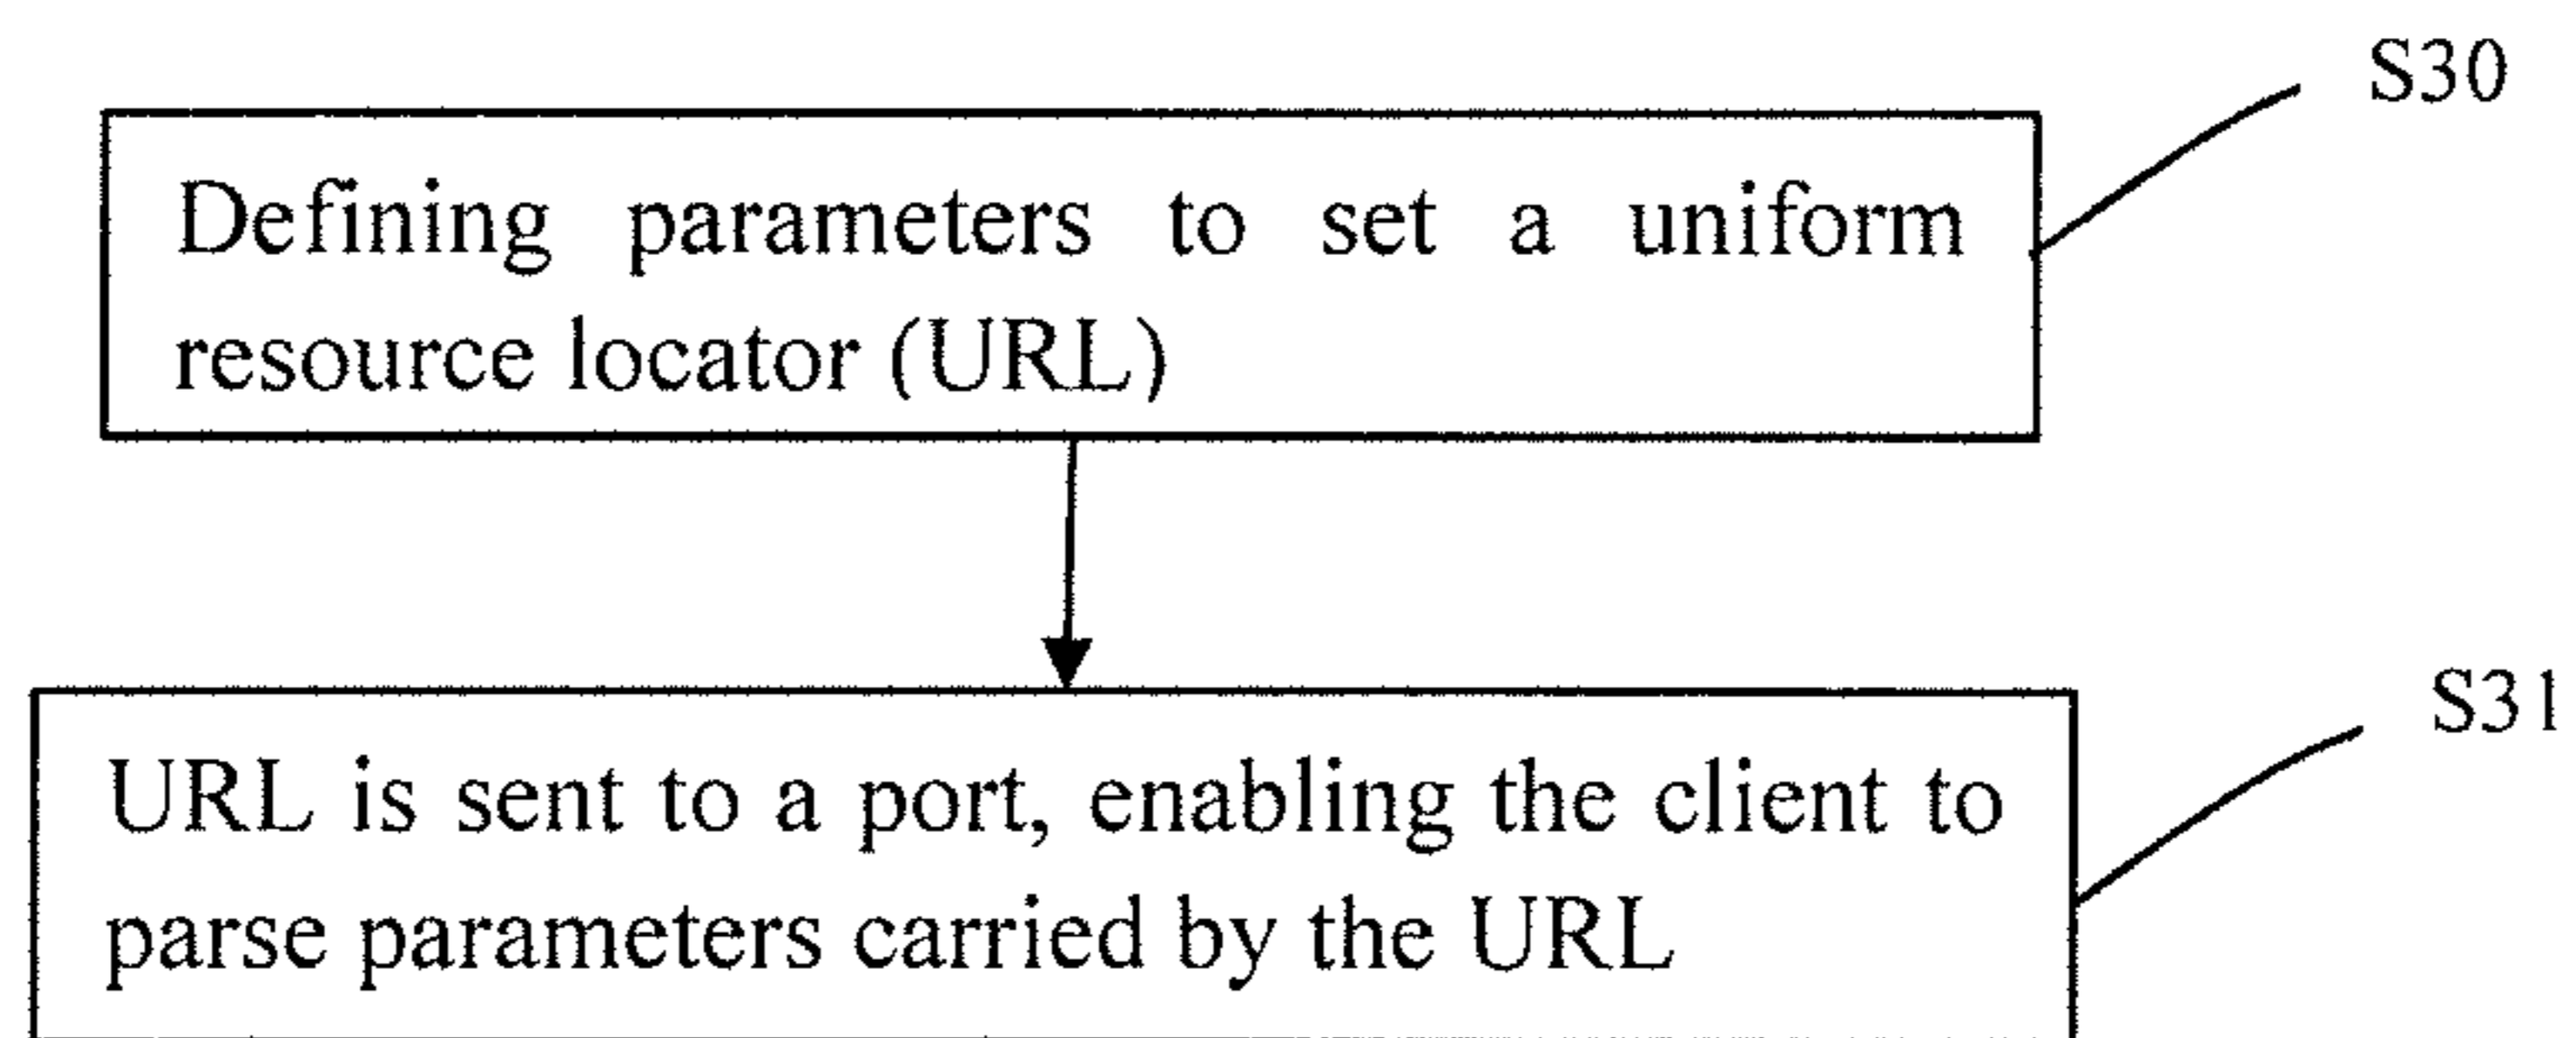 S30
Defining parameters to set a uniform
resource locator (URL)
S31
URL is sent to a port, enabling the client to
parse parameters carried by the URL